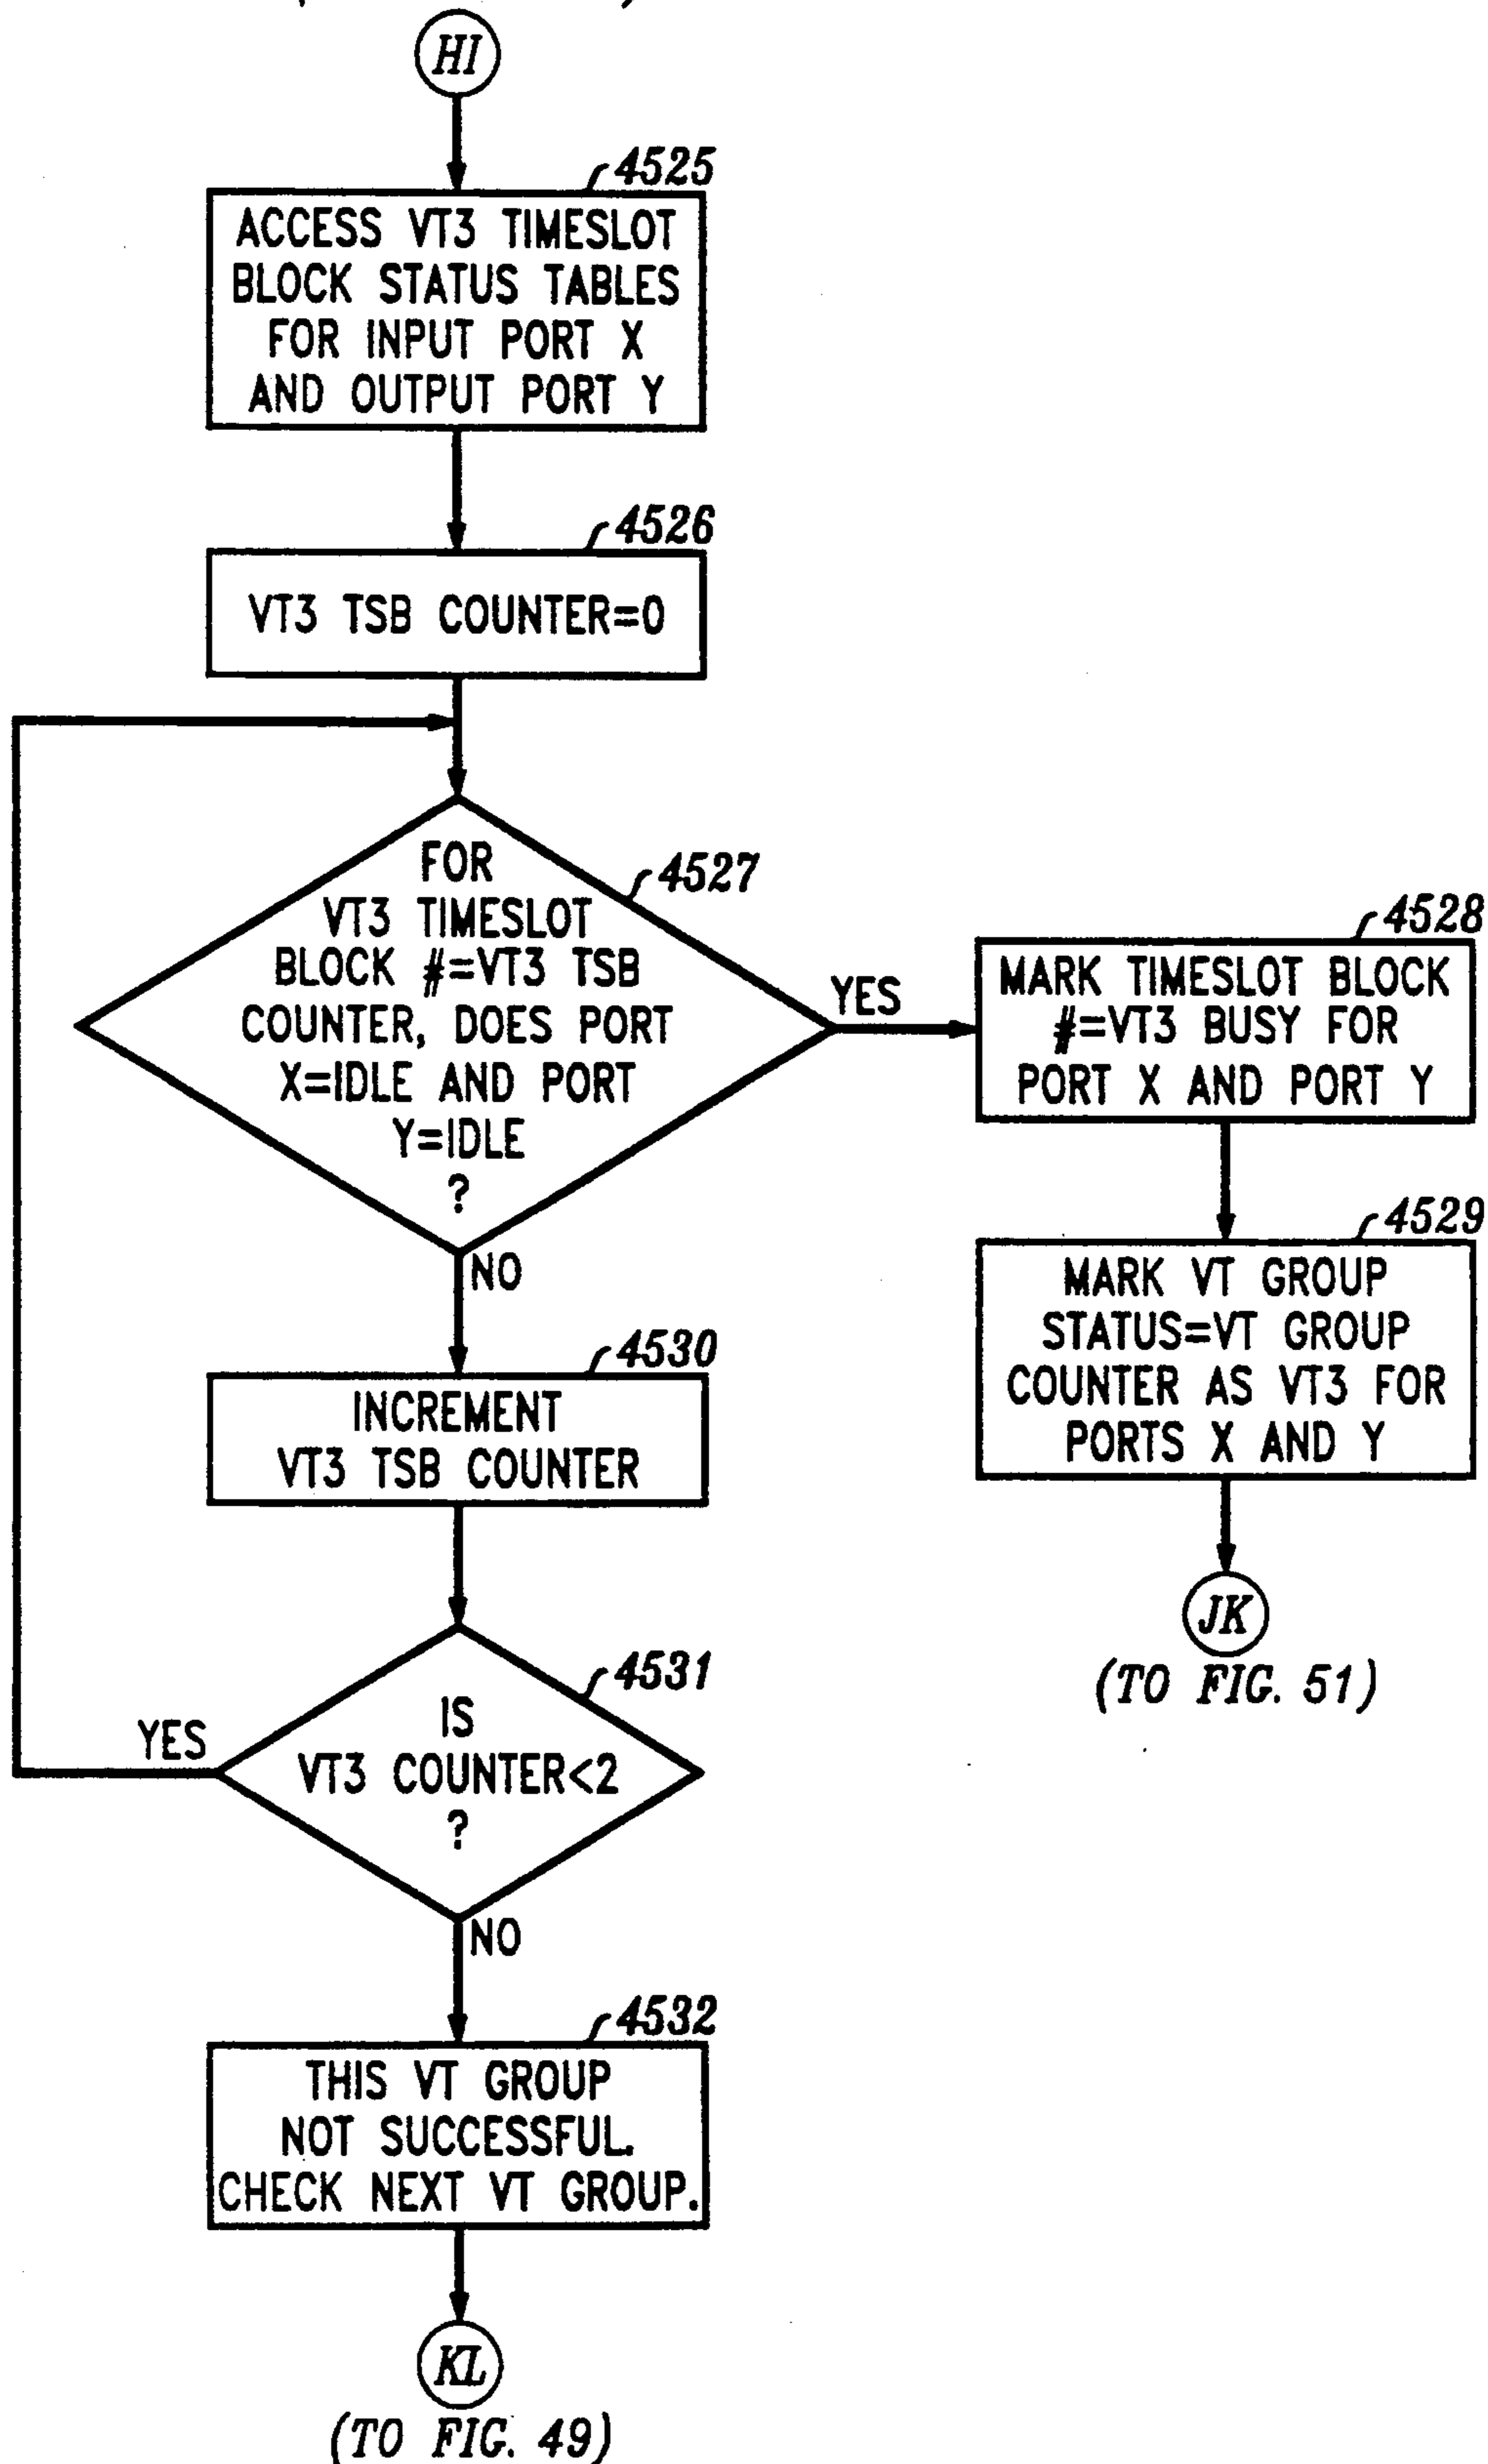 HI
4525
ACCESS VT3 TIMESLOT
BLOCK STATUS TABLES
FOR INPUT PORT X
AND OUTPUT PORT Y
4526
VT3 TSB COUNTER=0
4527
FOR
VT3 TIMESLOT
BLOCK #=VT3 TSB
COUNTER, DOES PORT
X=IDLE AND PORT
Y=IDLE
?
YES
NO
4528
MARK TIMESLOT BLOCK
#=VT3 BUSY FOR
PORT X AND PORT Y
4529
MARK VT GROUP
STATUS=VT GROUP
COUNTER AS VT3 FOR
PORTS X AND Y
JK
(TO FIG. 51)
4530
INCREMENT
VT3 TSB COUNTER
4531
IS
VT3 COUNTER<2
?
YES
NO
4532
THIS VT GROUP
NOT SUCCESSFUL.
CHECK NEXT VT GROUP.
KL
(TO FIG. 49)